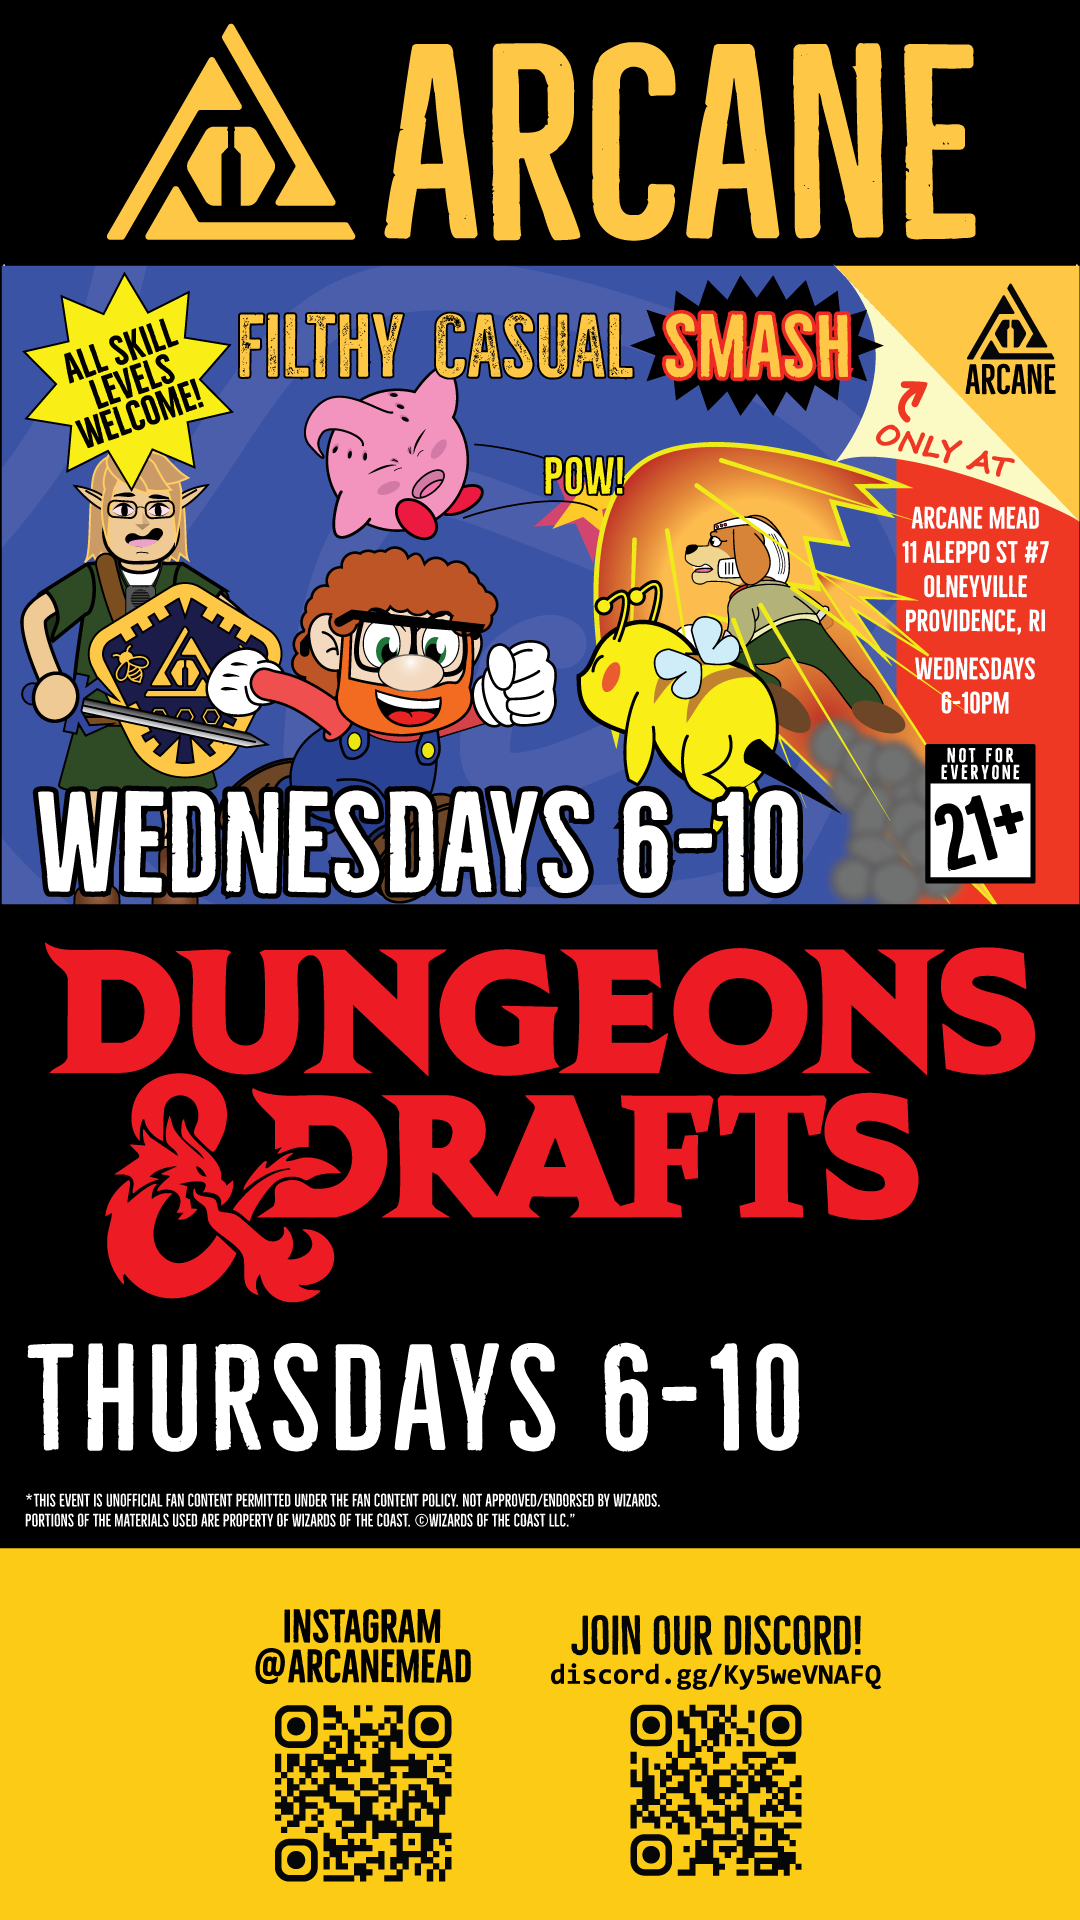 ARCANE
ALL SKILL
LEVELS
WELCOME!
FILTHY CASUAL SMASH
ARCANE
ONLY AT
POW!
ARCANE MEAD
11 ALEPPO ST #7
OLNEYVILLE
PROVIDENCE, RI
WEDNESDAYS
6-10PM
NOT FOR
EVERYONE
21+
WEDNESDAYS 6-10
DUNGEONS
& DRAFTS
THURSDAYS 6-10
*THIS EVENT IS UNOFFICIAL FAN CONTENT PERMITTED UNDER THE FAN CONTENT POLICY. NOT APPROVED/ENDORSED BY WIZARDS.
PORTIONS OF THE MATERIALS USED ARE PROPERTY OF WIZARDS OF THE COAST. ©WIZARDS OF THE COAST LLC."
INSTAGRAM
@ARCANEMEAD
JOIN OUR DISCORD!
discord.gg/Ky5weVNAFQ